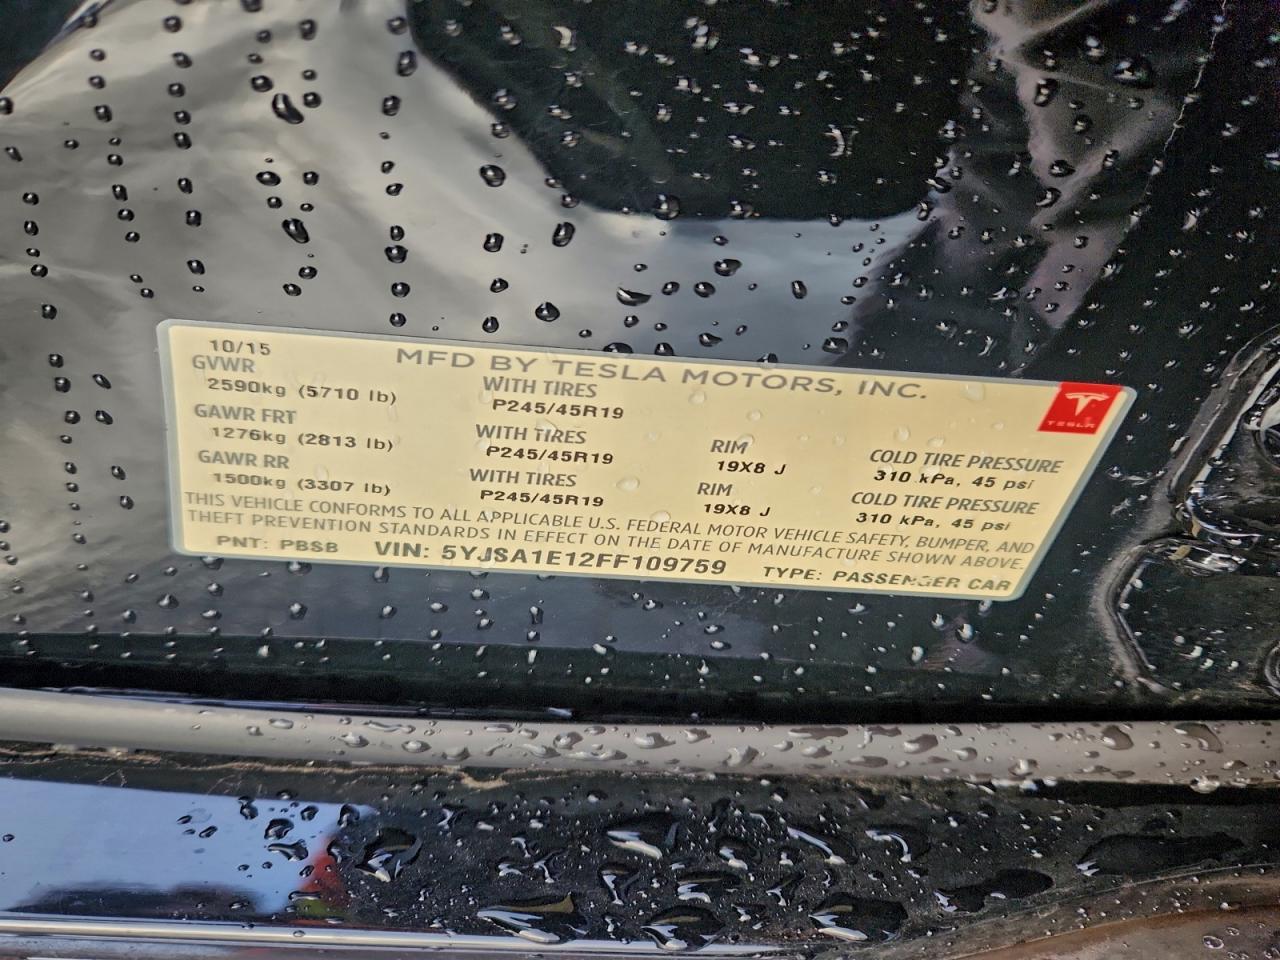 10/15 MFD BY TESLA MOTORS, INC.
GVWR
2590kg (5710 lb) WITH TIRES
P245/45R19
GAWR FRT
1276kg (2813 lb) WITH TIRES RIM COLD TIRE PRESSURE
P245/45R19 19X8 J 310 kPa, 45 psi
GAWR RR
1500kg (3307 lb) WITH TIRES RIM COLD TIRE PRESSURE
P245/45R19 19X8 J 310 kPa, 45 psi
THIS VEHICLE CONFORMS TO ALL APPLICABLE U.S. FEDERAL MOTOR VEHICLE SAFETY, BUMPER, AND
THEFT PREVENTION STANDARDS IN EFFECT ON THE DATE OF MANUFACTURE SHOWN ABOVE.
PNT: PBSB VIN: 5YJSA1E12FF109759 TYPE: PASSENGER CAR
TESLA